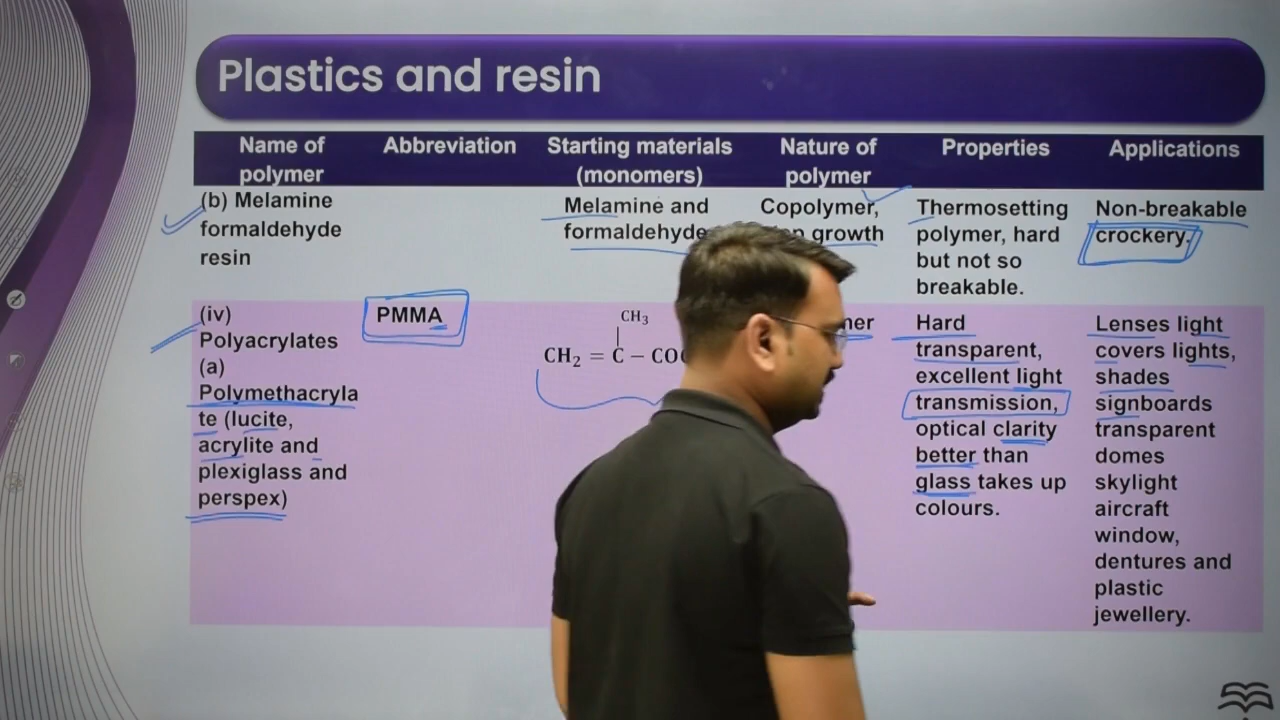 Plastics and resin
Name of polymer
Abbreviation
Starting materials (monomers)
Nature of polymer
Properties
Applications
(b) Melamine
formaldehyde
resin
Melamine and
formaldehyde
Copolymer,
growth
Thermosetting
polymer, hard
but not so
breakable.
Non-breakable
crockery.
(iv)
Polyacrylates
(a)
Polymethacryla
te (lucite,
acrylite and
plexiglass and
perspex)
PMMA
CH₃
|
CH₂ = C – CO
Hard
transparent,
excellent light
transmission,
optical clarity
better than
glass takes up
colours.
Lenses light
covers lights,
shades
signboards
transparent
domes
skylight
aircraft
window,
dentures and
plastic
jewellery.